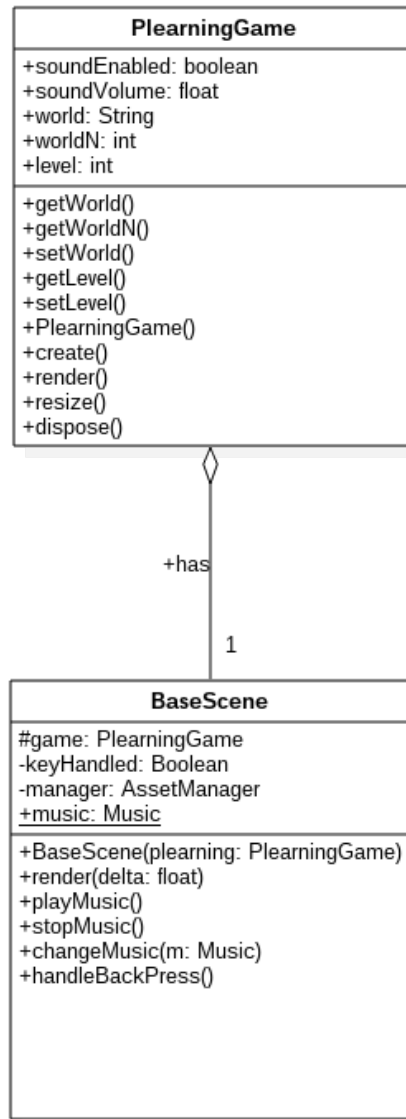 PlearningGame
+soundEnabled: boolean
+soundVolume: float
+world: String
+worldN: int
+level: int
+getWorld()
+getWorldN()
+setWorld()
+getLevel()
+setLevel()
+PlearningGame()
+create()
+render()
+resize()
+dispose()
+has
1
BaseScene
#game: PlearningGame
-keyHandled: Boolean
-manager: AssetManager
+music: Music
+BaseScene(plearning: PlearningGame)
+render(delta: float)
+playMusic()
+stopMusic()
+changeMusic(m: Music)
+handleBackPress()